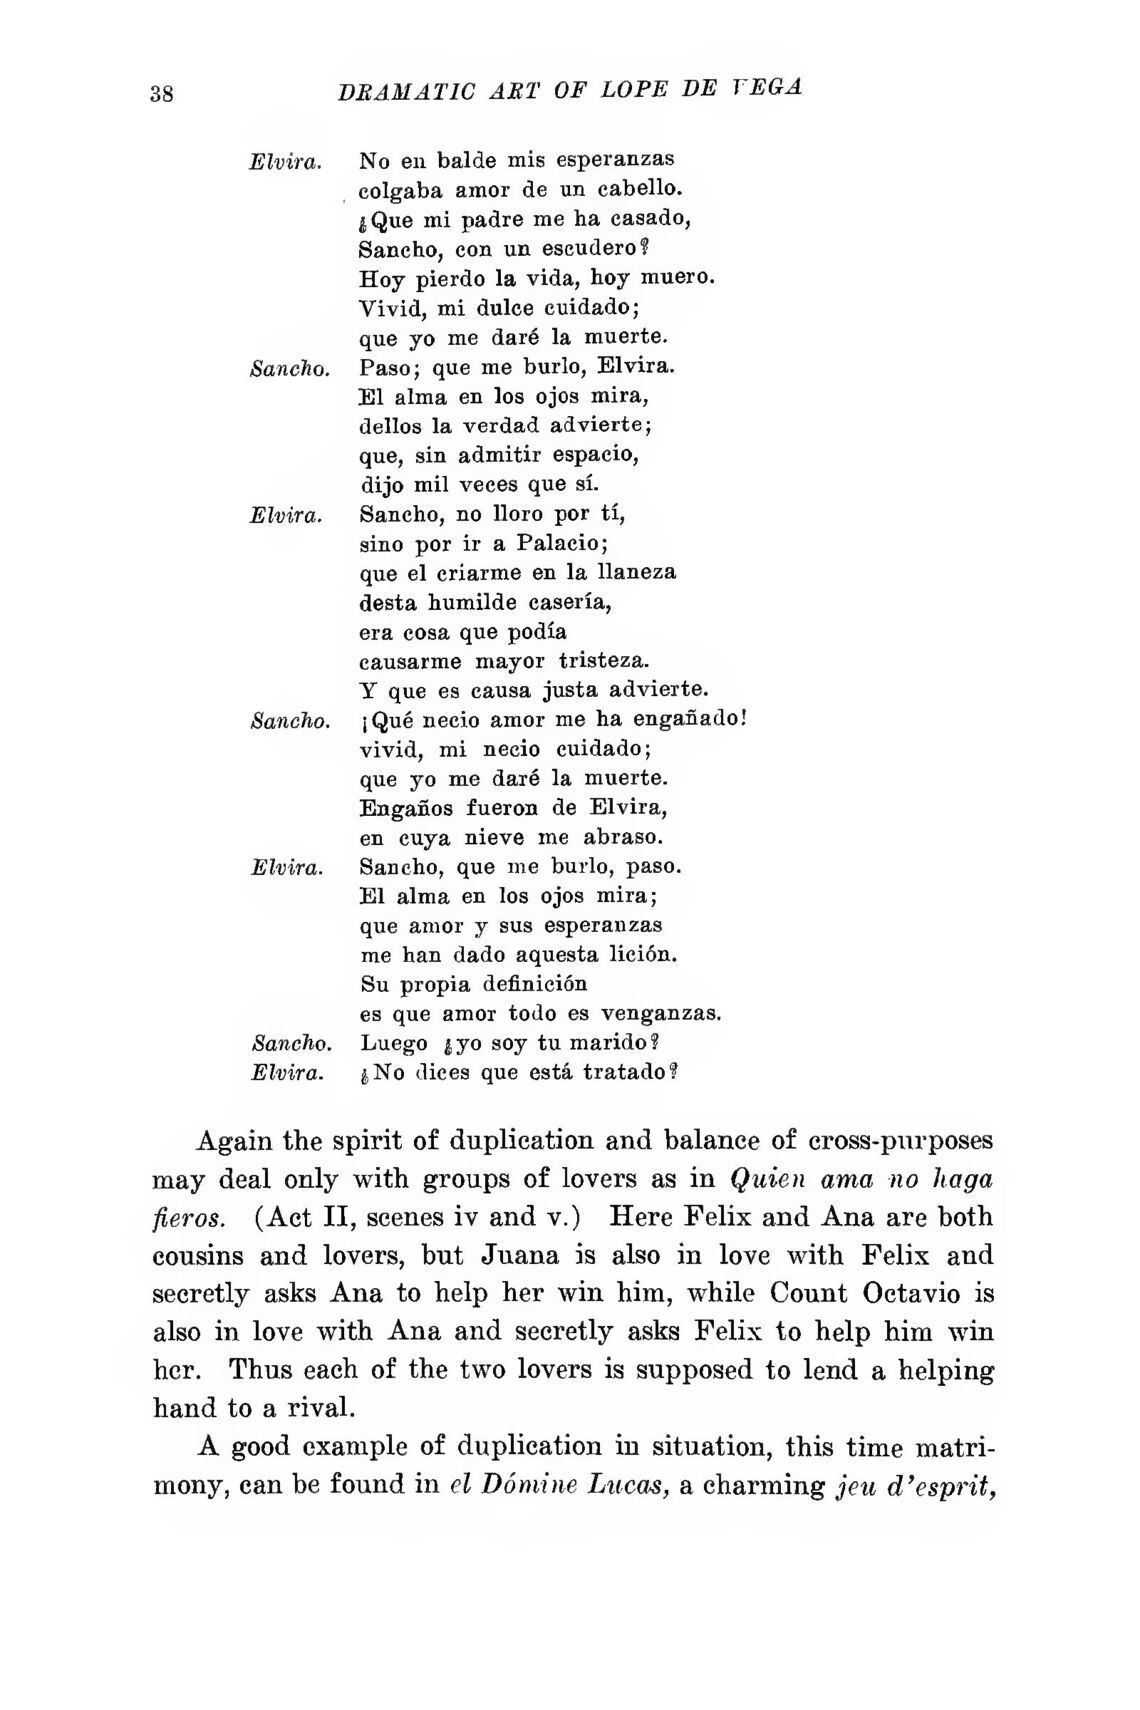 38 DRAMATIC ART OF LOPE DE VEGA
Elvira. No en balde mis esperanzas
colgaba amor de un cabello.
¿Que mi padre me ha casado,
Sancho, con un escudero?
Hoy pierdo la vida, hoy muero.
Vivid, mi dulce cuidado;
que yo me daré la muerte.
Sancho. Paso; que me burlo, Elvira.
El alma en los ojos mira,
dellos la verdad advierte;
que, sin admitir espacio,
dijo mil veces que sí.
Elvira. Sancho, no lloro por tí,
sino por ir a Palacio;
que el criarme en la llaneza
desta humilde casería,
era cosa que podía
causarme mayor tristeza.
Y que es causa justa advierte.
Sancho. ¡Qué necio amor me ha engañado!
vivid, mi necio cuidado;
que yo me daré la muerte.
Engaños fueron de Elvira,
en cuya nieve me abraso.
Elvira. Sancho, que me burlo, paso.
El alma en los ojos mira;
que amor y sus esperanzas
me han dado aquesta lición.
Su propia definición
es que amor todo es venganzas.
Sancho. Luego ¿yo soy tu marido?
Elvira. ¿No dices que está tratado?
Again the spirit of duplication and balance of cross-purposes
may deal only with groups of lovers as in Quien ama no haga
fieros. (Act II, scenes iv and v.) Here Felix and Ana are both
cousins and lovers, but Juana is also in love with Felix and
secretly asks Ana to help her win him, while Count Octavio is
also in love with Ana and secretly asks Felix to help him win
her. Thus each of the two lovers is supposed to lend a helping
hand to a rival.
A good example of duplication in situation, this time matri-
mony, can be found in el Dómine Lucas, a charming jeu d'esprit,